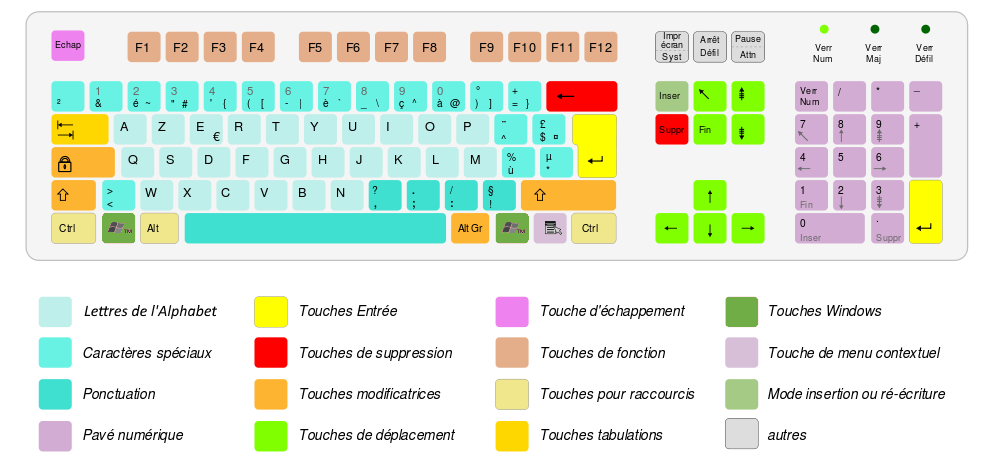 Echap F1 F2 F3 F4 F5 F6 F7 F8 F9 F10 F11 F12
Impr écran Syst
Arrêt Défil
Pause Attn
Verr Num
Verr Maj
Verr Défil
² 1 & 2 é ~ 3 " # 4 ' { 5 ( [ 6 - | 7 è ` 8 _ \ 9 ç ^ 0 à @ ° ) ] + = } ←
Inser ↖ ⇞
Verr Num / * –
A Z E € R T Y U I O P ¨ ^ £ $ ¤ ↵
Suppr Fin ⇟
7 ↖ 8 ↑ 9 ⇞ +
Q S D F G H J K L M % ù µ *
4 ← 5 6 →
⇧ > < W X C V B N ? , . ; / : § ! ⇧
↑
1 Fin 2 ↓ 3 ⇟ ↵
Ctrl TM Alt Alt Gr TM Ctrl
← ↓ →
0 Inser . Suppr
Lettres de l'Alphabet Touches Entrée Touche d'échappement Touches Windows
Caractères spéciaux Touches de suppression Touches de fonction Touche de menu contextuel
Ponctuation Touches modificatrices Touches pour raccourcis Mode insertion ou ré-écriture
Pavé numérique Touches de déplacement Touches tabulations autres